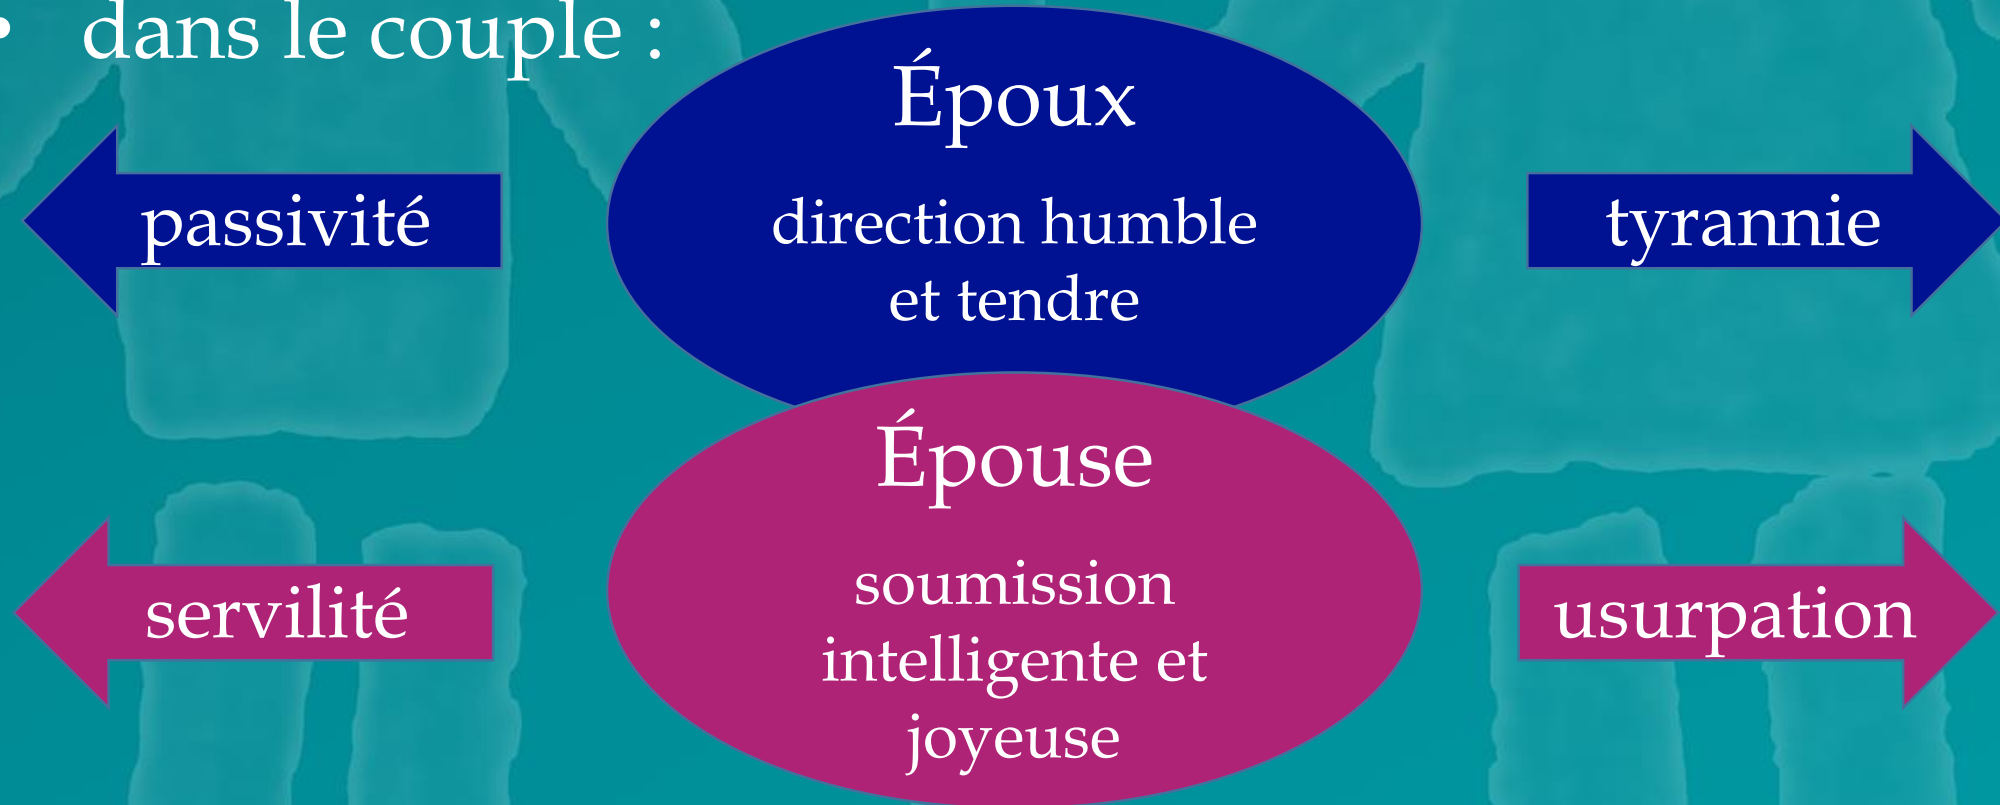 • dans le couple :
Époux
passivité
direction humble
et tendre
tyrannie
Épouse
servilité
soumission
intelligente et
joyeuse
usurpation